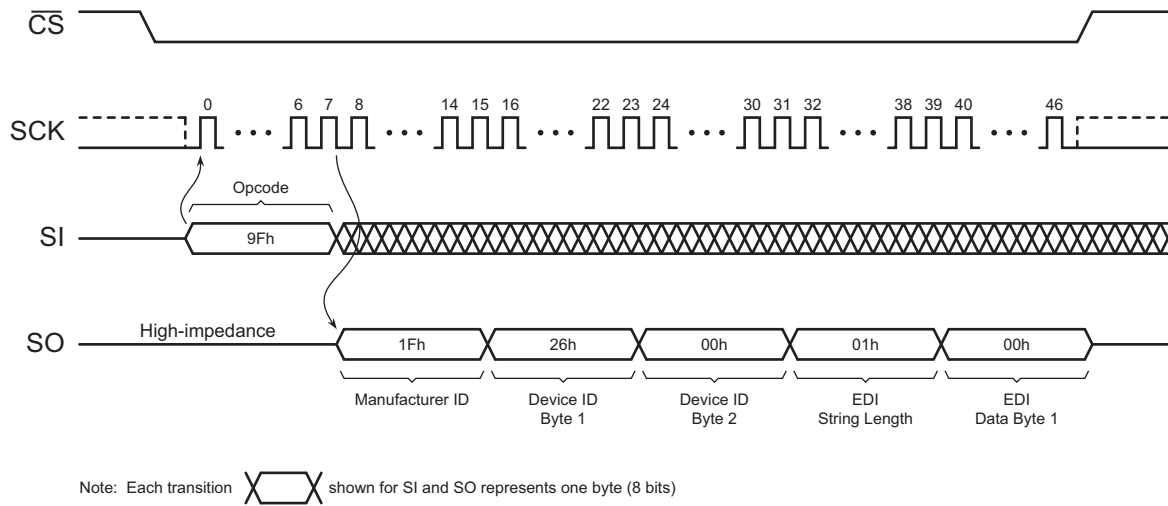 CS
0 6 7 8 14 15 16 22 23 24 30 31 32 38 39 40 46
SCK
Opcode
SI
9Fh
High-impedance
SO
1Fh 26h 00h 01h 00h
Manufacturer ID
Device ID
Byte 1
Device ID
Byte 2
EDI
String Length
EDI
Data Byte 1
Note: Each transition shown for SI and SO represents one byte (8 bits)